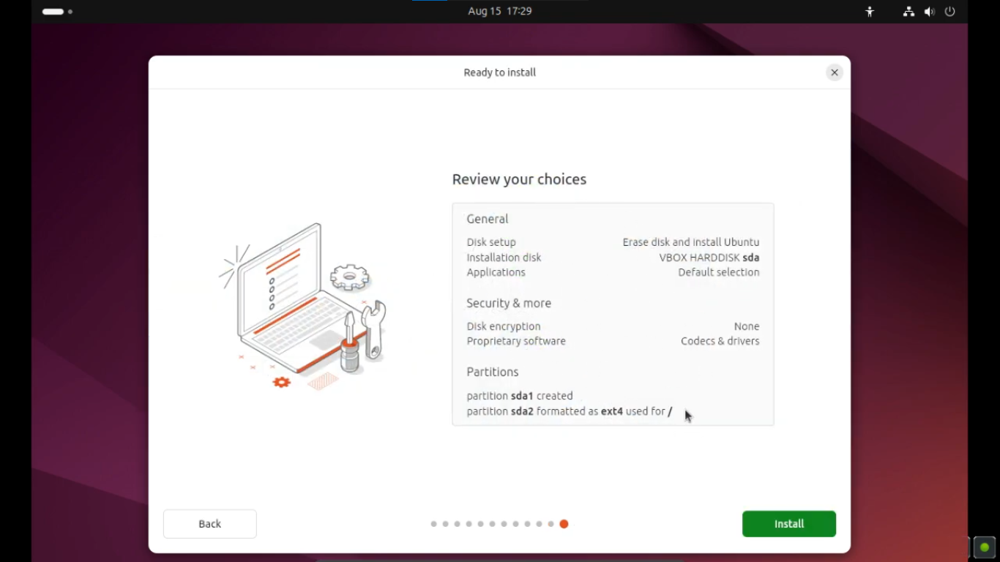 Aug 15 17:29
Ready to install
Review your choices
General
Disk setup Erase disk and install Ubuntu
Installation disk VBOX HARDDISK sda
Applications Default selection
Security & more
Disk encryption None
Proprietary software Codecs & drivers
Partitions
partition sda1 created
partition sda2 formatted as ext4 used for /
Back
Install